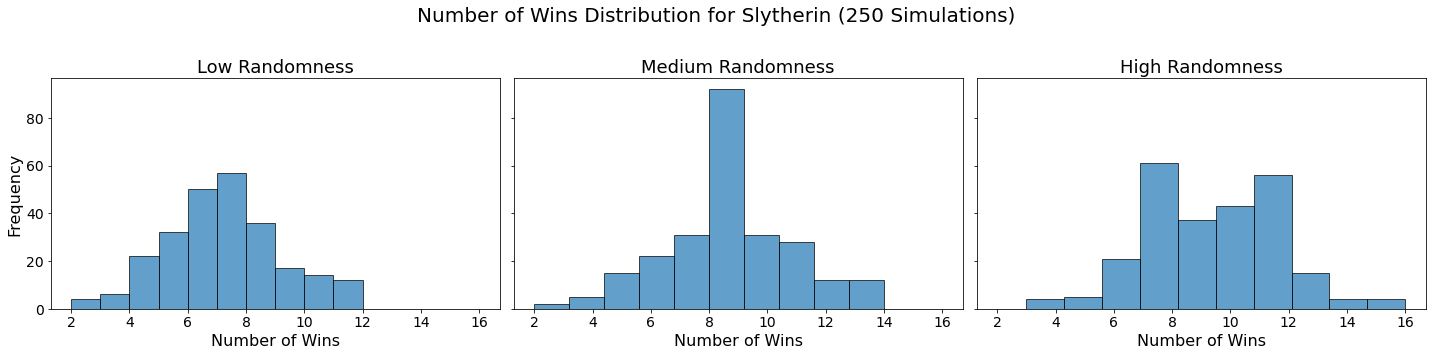 Number of Wins Distribution for Slytherin (250 Simulations)
Low Randomness
Medium Randomness
High Randomness
Frequency
80
60
40
20
0
2 4 6 8 10 12 14 16
2 4 6 8 10 12 14 16
2 4 6 8 10 12 14 16
Number of Wins
Number of Wins
Number of Wins